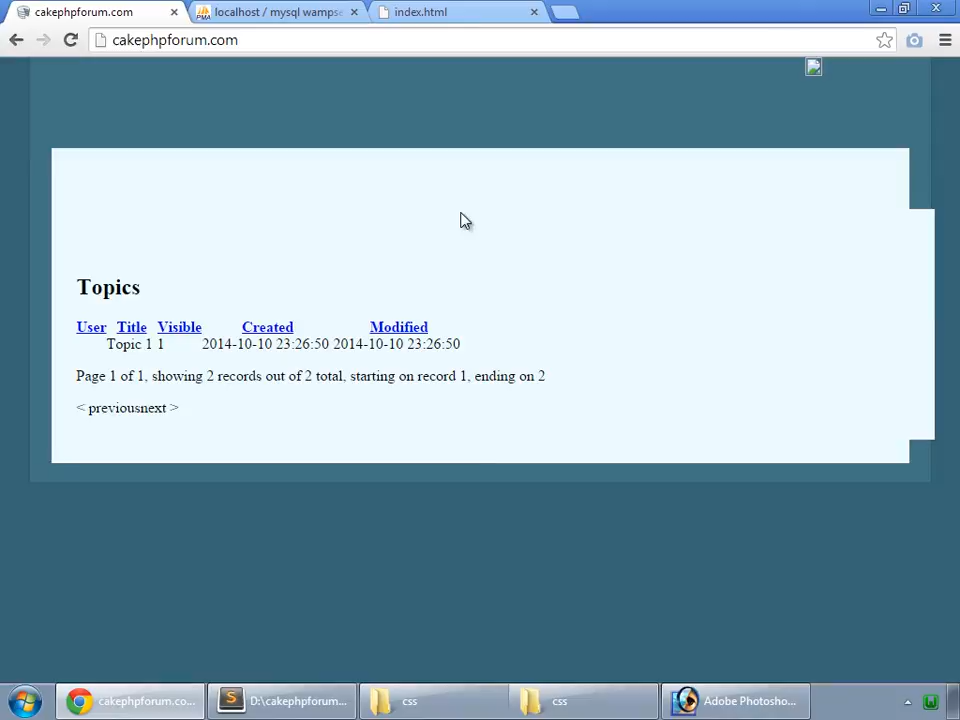 cakephpforum.com
localhost / mysql wampse
index.html
cakephpforum.com
Topics
User Title Visible Created Modified
Topic 1 1 2014-10-10 23:26:50 2014-10-10 23:26:50
Page 1 of 1, showing 2 records out of 2 total, starting on record 1, ending on 2
< previousnext >
cakephpforum.co...
D:\cakephpforum...
css
css
Adobe Photosho...